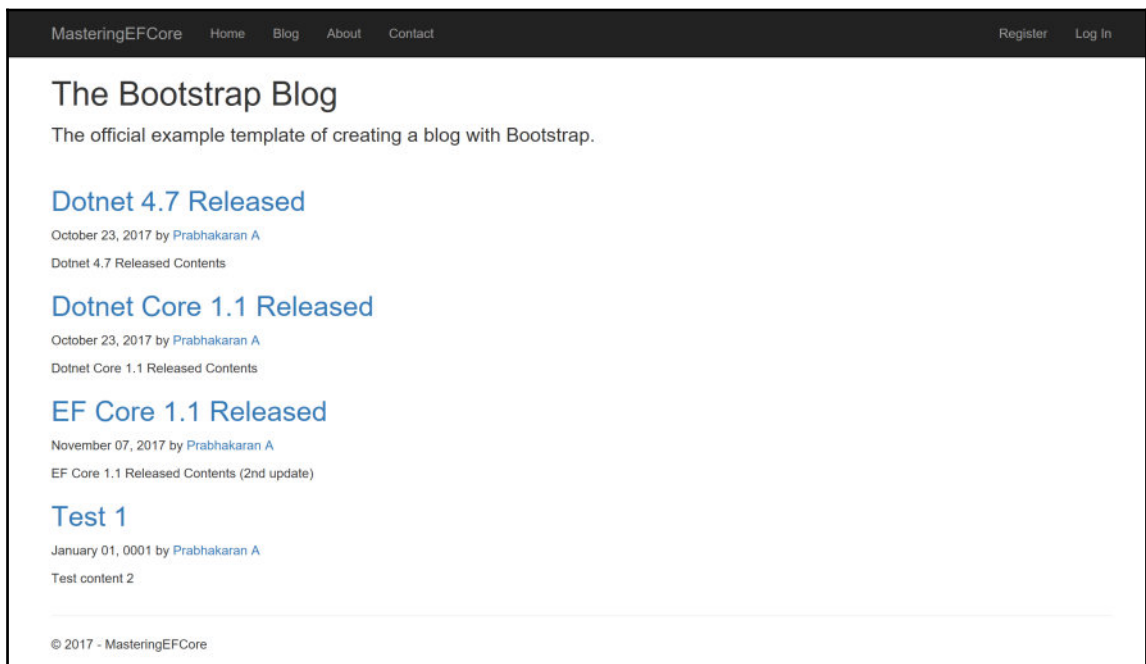 MasteringEFCore Home Blog About Contact Register Log In
The Bootstrap Blog
The official example template of creating a blog with Bootstrap.
Dotnet 4.7 Released
October 23, 2017 by Prabhakaran A
Dotnet 4.7 Released Contents
Dotnet Core 1.1 Released
October 23, 2017 by Prabhakaran A
Dotnet Core 1.1 Released Contents
EF Core 1.1 Released
November 07, 2017 by Prabhakaran A
EF Core 1.1 Released Contents (2nd update)
Test 1
January 01, 0001 by Prabhakaran A
Test content 2
© 2017 - MasteringEFCore